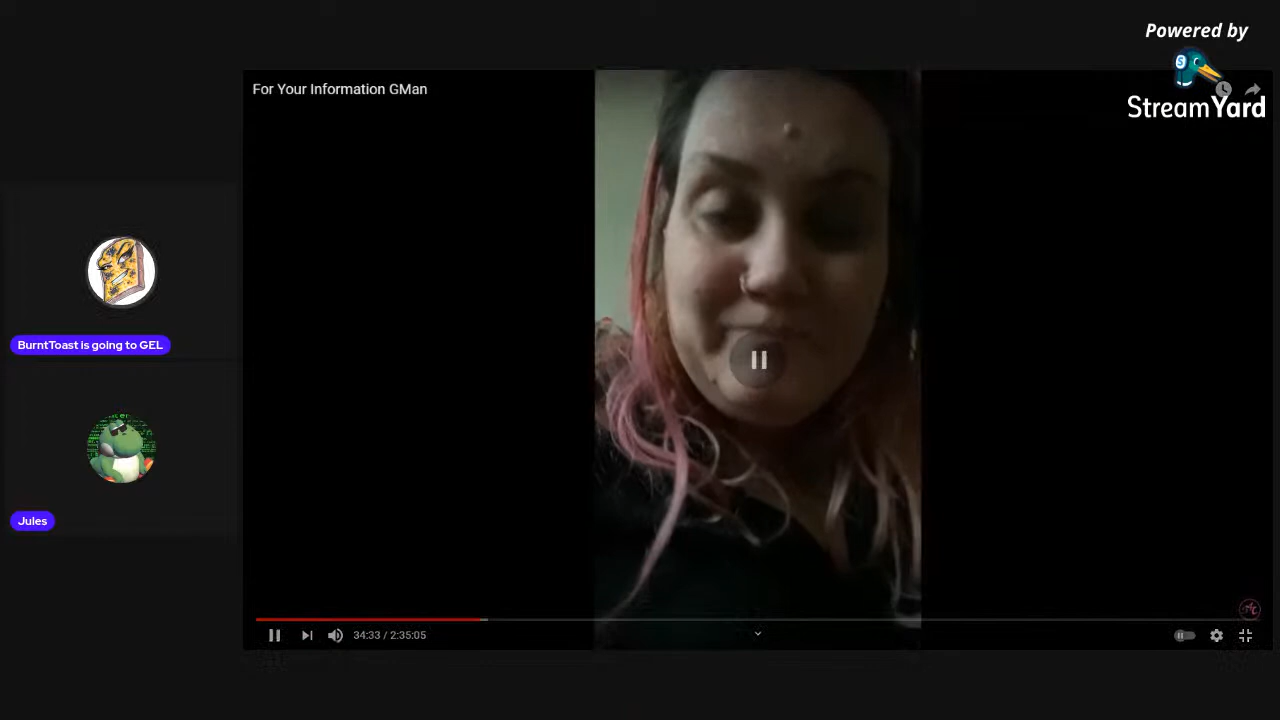 Powered by
StreamYard
For Your Information GMan
BurntToast is going to GEL
Jules
34:33 / 2:35:05